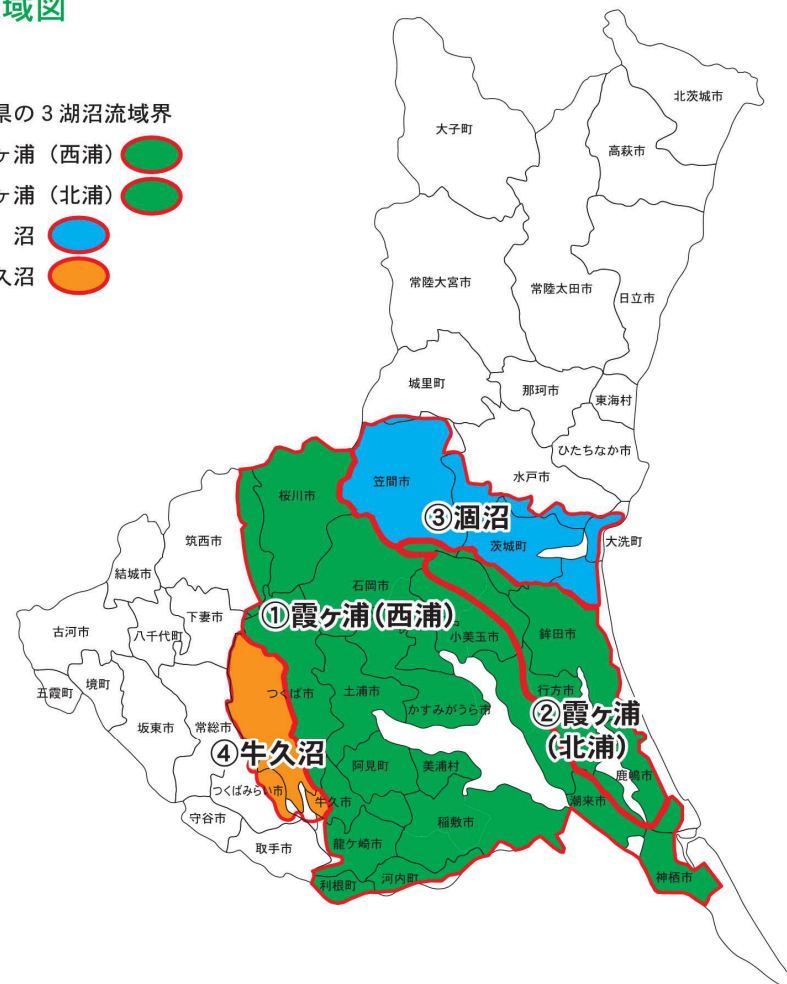 域図
県の3湖沼流域界
ヶ浦（西浦）
ヶ浦（北浦）
沼
久沼
大子町
北茨城市
高萩市
常陸大宮市
常陸太田市
日立市
城里町
那珂市
東海村
ひたちなか市
水戸市
笠間市
桜川市
③涸沼
茨城町
大洗町
筑西市
結城市
石岡市
下妻市
①霞ヶ浦(西浦)
古河市
八千代町
小美玉市
鉾田市
五霞町
境町
つくば市
土浦市
行方市
かすみがうら市
坂東市
常総市
②霞ヶ浦
(北浦)
④牛久沼
阿見町
美浦村
鹿嶋市
つくばみらい市
牛久市
潮来市
守谷市
稲敷市
取手市
龍ケ崎市
利根町
河内町
神栖市